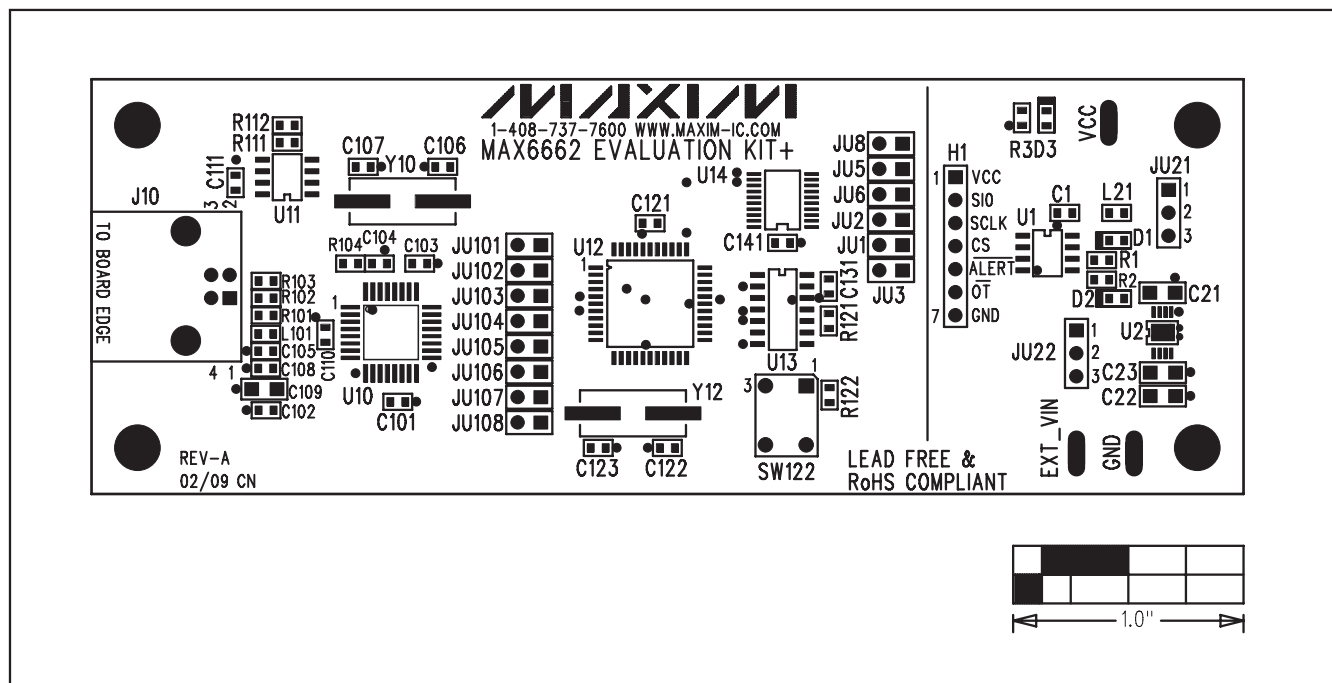 MAXIM
1-408-737-7600 WWW.MAXIM-IC.COM
MAX6662 EVALUATION KIT+
R112
R111
C111
J10
3 2
U11
C107
Y10
C106
TO BOARD EDGE
R104
C104
C103
R103
R102
R101
L101
C105
C108
4 1
C109
C102
1
C110
U10
C101
JU101
JU102
JU103
JU104
JU105
JU106
JU107
JU108
C121
U12
1
U14
C141
C131
R121
U13
Y12
3
1
R122
C123
C122
SW122
JU8
JU5
JU6
JU2
JU1
JU3
H1
1
VCC
SIO
SCLK
CS
ALERT
OT
7
GND
R3
D3
VCC
JU21
1
2
3
C1
U1
L21
D1
R1
R2
D2
C21
U2
JU22
1
2
3
C23
C22
EXT_VIN
GND
REV-A
02/09 CN
LEAD FREE &
RoHS COMPLIANT
1.0"